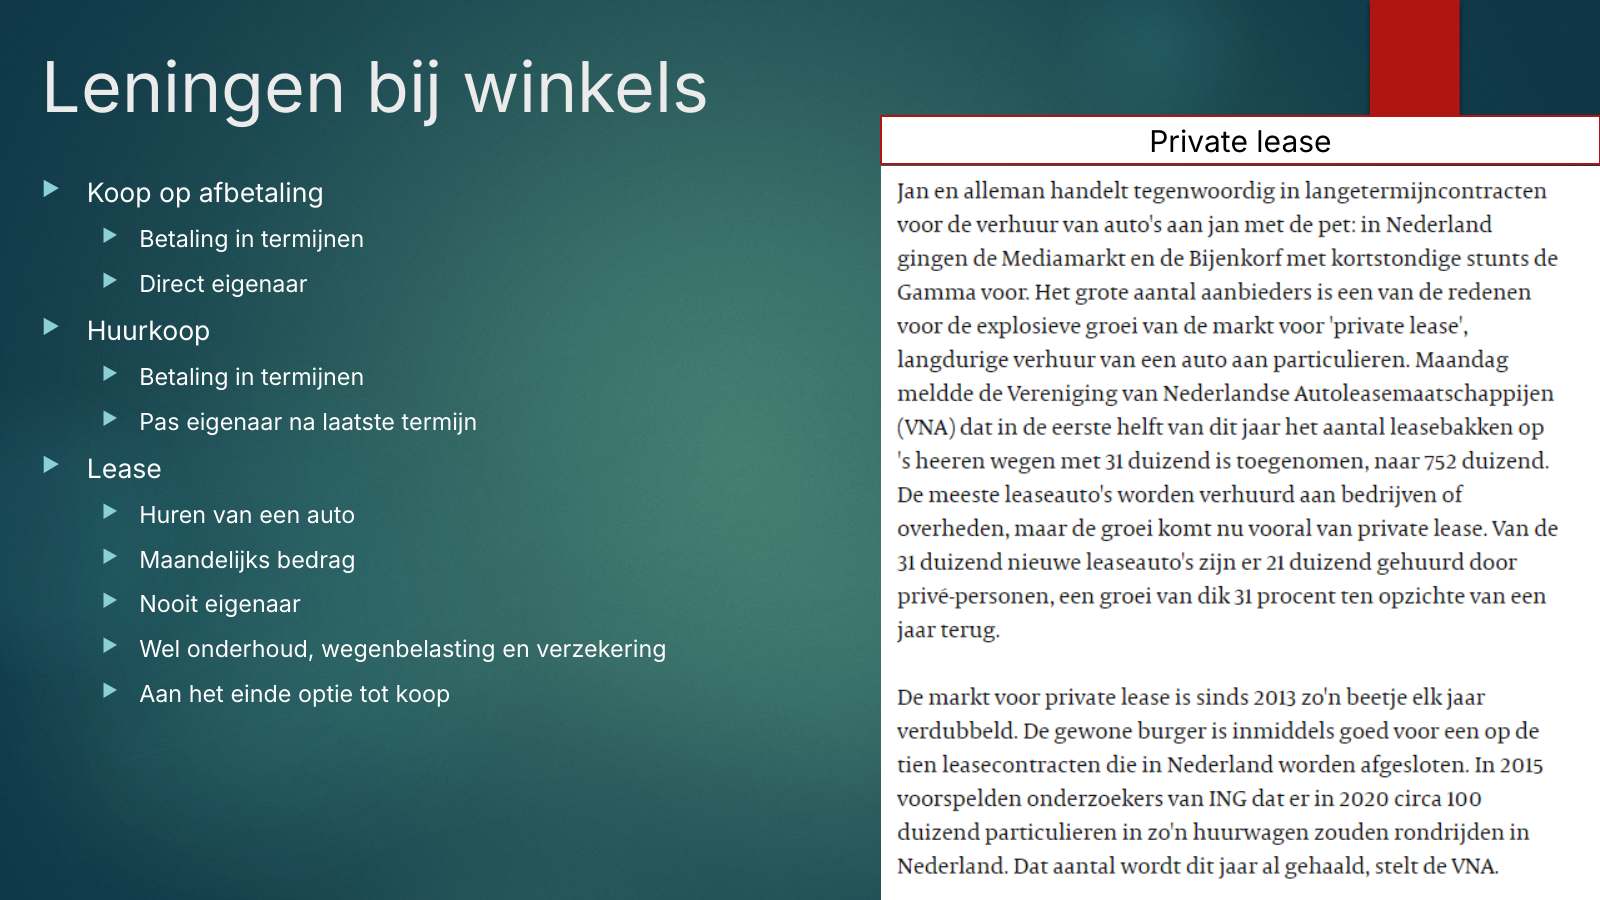 Leningen bij winkels
Koop op afbetaling
Betaling in termijnen
Direct eigenaar
Huurkoop
Betaling in termijnen
Pas eigenaar na laatste termijn
Lease
Huren van een auto
Maandelijks bedrag
Nooit eigenaar
Wel onderhoud, wegenbelasting en verzekering
Aan het einde optie tot koop
Private lease
Jan en alleman handelt tegenwoordig in langetermijncontracten
voor de verhuur van auto's aan jan met de pet: in Nederland
gingen de Mediamarkt en de Bijenkorf met kortstondige stunts de
Gamma voor. Het grote aantal aanbieders is een van de redenen
voor de explosieve groei van de markt voor 'private lease',
langdurige verhuur van een auto aan particulieren. Maandag
meldde de Vereniging van Nederlandse Autoleasemaatschappijen
(VNA) dat in de eerste helft van dit jaar het aantal leasebakken op
's heeren wegen met 31 duizend is toegenomen, naar 752 duizend.
De meeste leaseauto's worden verhuurd aan bedrijven of
overheden, maar de groei komt nu vooral van private lease. Van de
31 duizend nieuwe leaseauto's zijn er 21 duizend gehuurd door
privé-personen, een groei van dik 31 procent ten opzichte van een
jaar terug.
De markt voor private lease is sinds 2013 zo'n beetje elk jaar
verdubbeld. De gewone burger is inmiddels goed voor een op de
tien leasecontracten die in Nederland worden afgesloten. In 2015
voorspelden onderzoekers van ING dat er in 2020 circa 100
duizend particulieren in zo'n huurwagen zouden rondrijden in
Nederland. Dat aantal wordt dit jaar al gehaald, stelt de VNA.